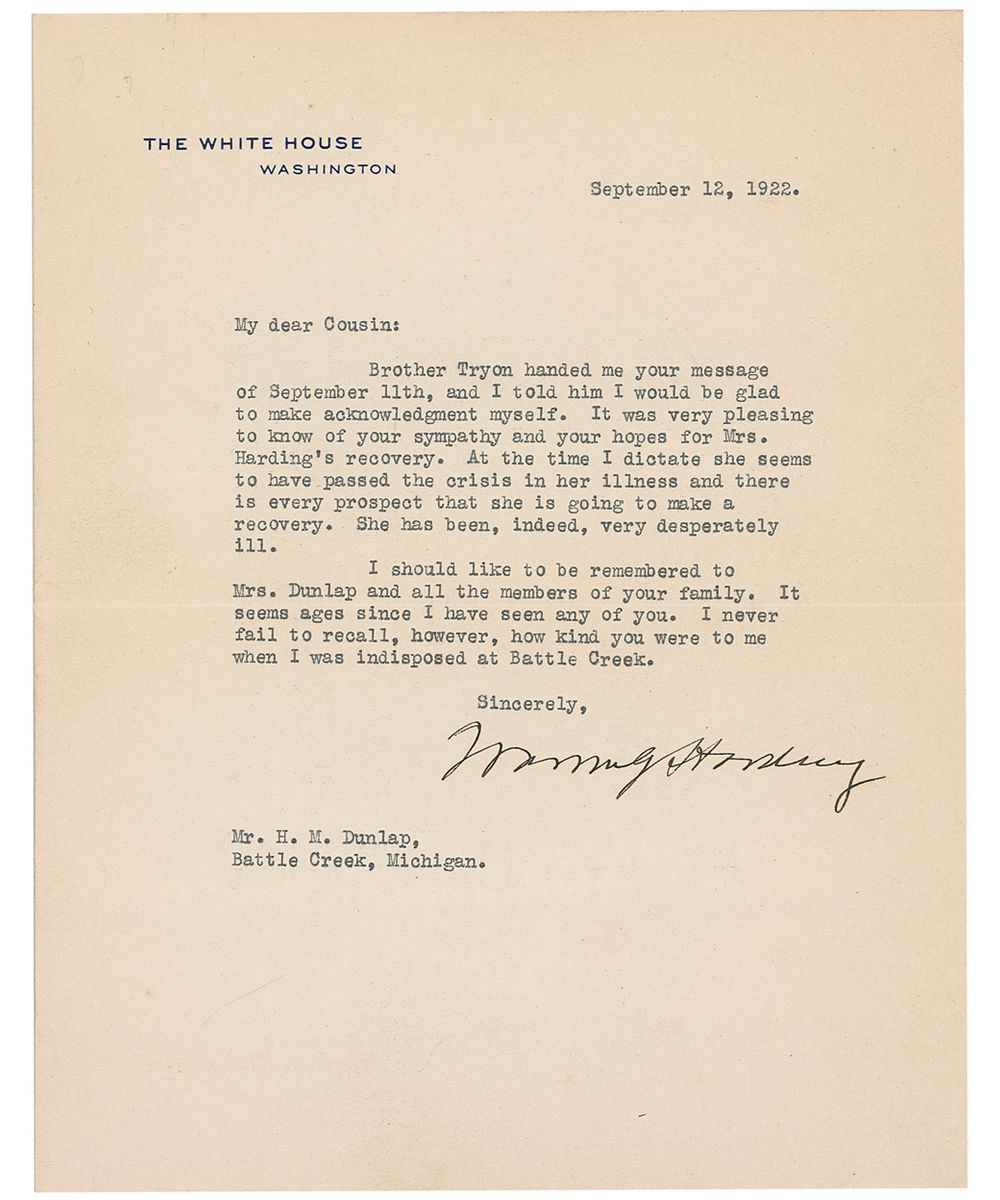 THE WHITE HOUSE
WASHINGTON
September 12, 1922.
My dear Cousin:
Brother Tryon handed me your message
of September 11th, and I told him I would be glad
to make acknowledgment myself. It was very pleasing
to know of your sympathy and your hopes for Mrs.
Harding's recovery. At the time I dictate she seems
to have passed the crisis in her illness and there
is every prospect that she is going to make a
recovery. She has been, indeed, very desperately
ill.
I should like to be remembered to
Mrs. Dunlap and all the members of your family. It
seems ages since I have seen any of you. I never
fail to recall, however, how kind you were to me
when I was indisposed at Battle Creek.
Sincerely,
Warren G Harding
Mr. H. M. Dunlap,
Battle Creek, Michigan.